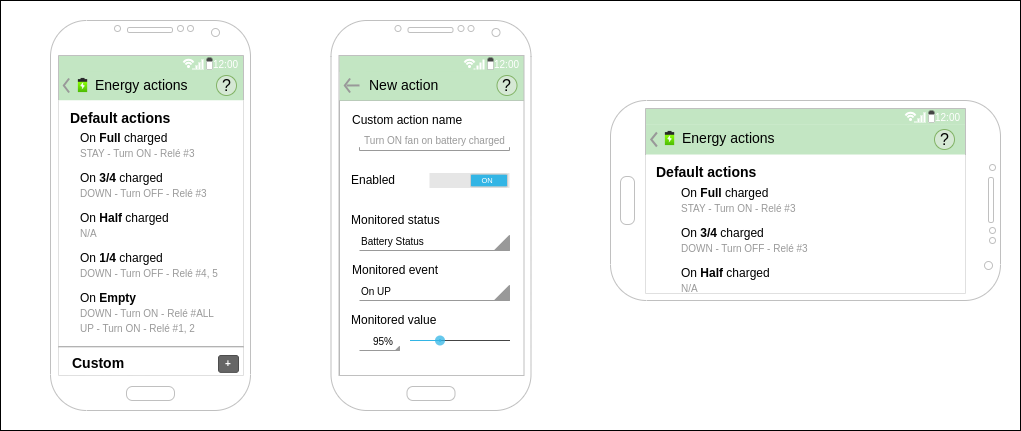 12:00
Energy actions
?
Default actions
On Full charged
STAY - Turn ON - Relé #3
On 3/4 charged
DOWN - Turn OFF - Relé #3
On Half charged
N/A
On 1/4 charged
DOWN - Turn OFF - Relé #4, 5
On Empty
DOWN - Turn ON - Relé #ALL
UP - Turn ON - Relé #1, 2
Custom
+
12:00
New action
?
Custom action name
Turn ON fan on battery charged
Enabled
ON
Monitored status
Battery Status
Monitored event
On UP
Monitored value
95%
12:00
Energy actions
?
Default actions
On Full charged
STAY - Turn ON - Relé #3
On 3/4 charged
DOWN - Turn OFF - Relé #3
On Half charged
N/A